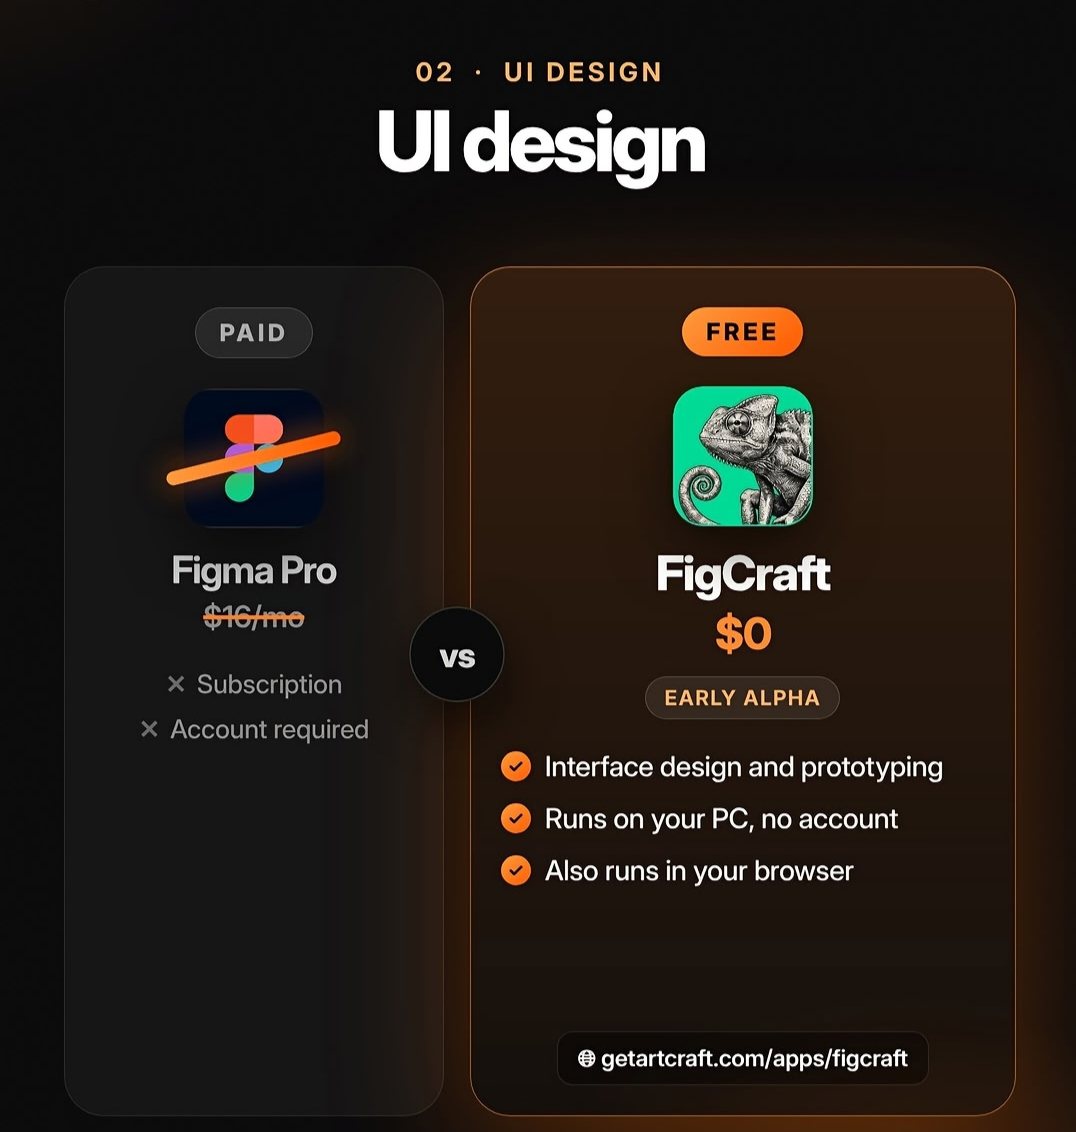 02 · UI DESIGN
UI design
PAID
Figma Pro
$16/mo
✕ Subscription
✕ Account required
vs
FREE
FigCraft
$0
EARLY ALPHA
Interface design and prototyping
Runs on your PC, no account
Also runs in your browser
getartcraft.com/apps/figcraft